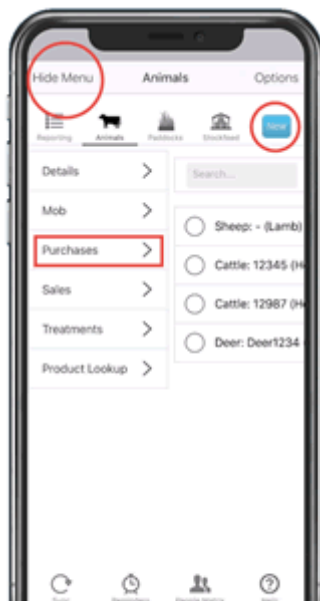 Hide Menu Animals Options
Reporting Animals Paddocks Stockfeed New
Details
Search...
Mob
Sheep: - (Lamb)
Purchases
Cattle: 12345 (H
Sales
Cattle: 12987 (H
Treatments
Deer: Deer1234
Product Lookup
Sync Reminders Help